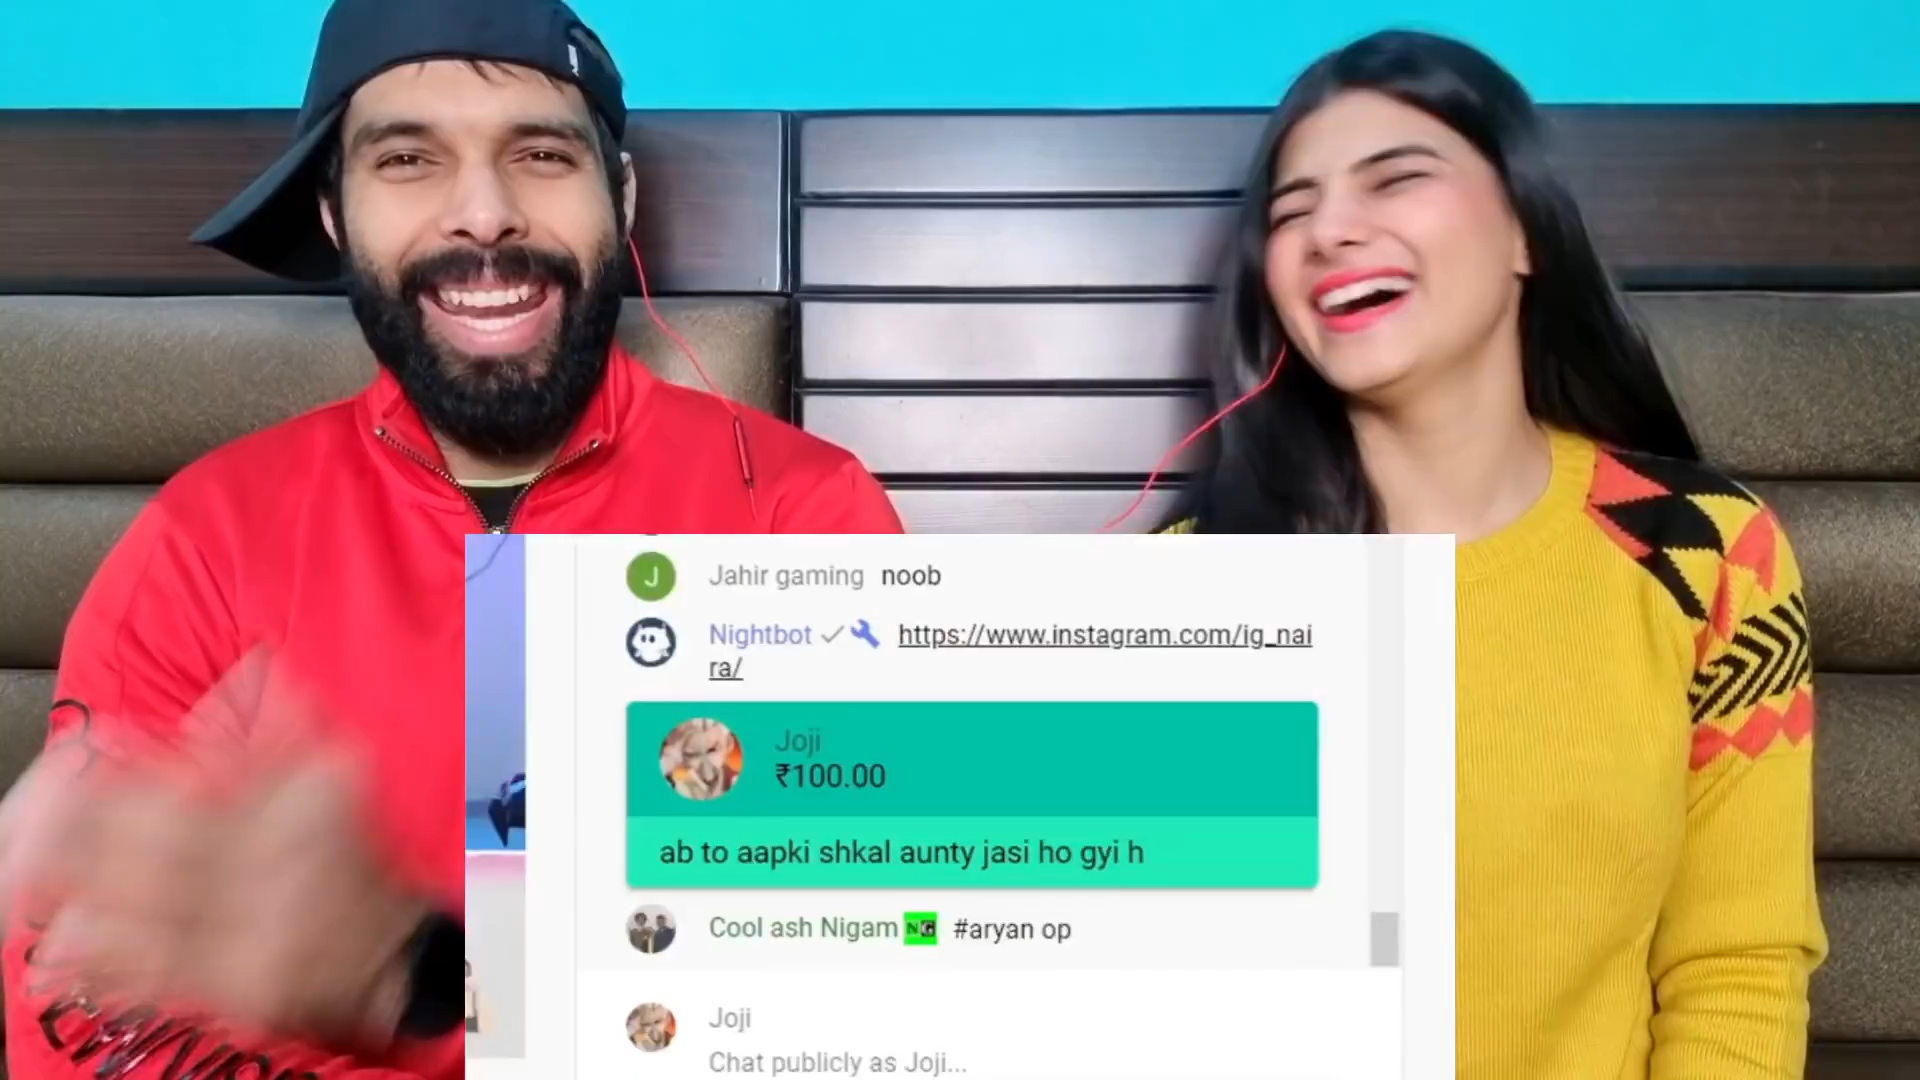 J
Jahir gaming noob
Nightbot https://www.instagram.com/ig_nai
ra/
Joji
₹100.00
ab to aapki shkal aunty jasi ho gyi h
Cool ash Nigam NG #aryan op
Joji
Chat publicly as Joji...